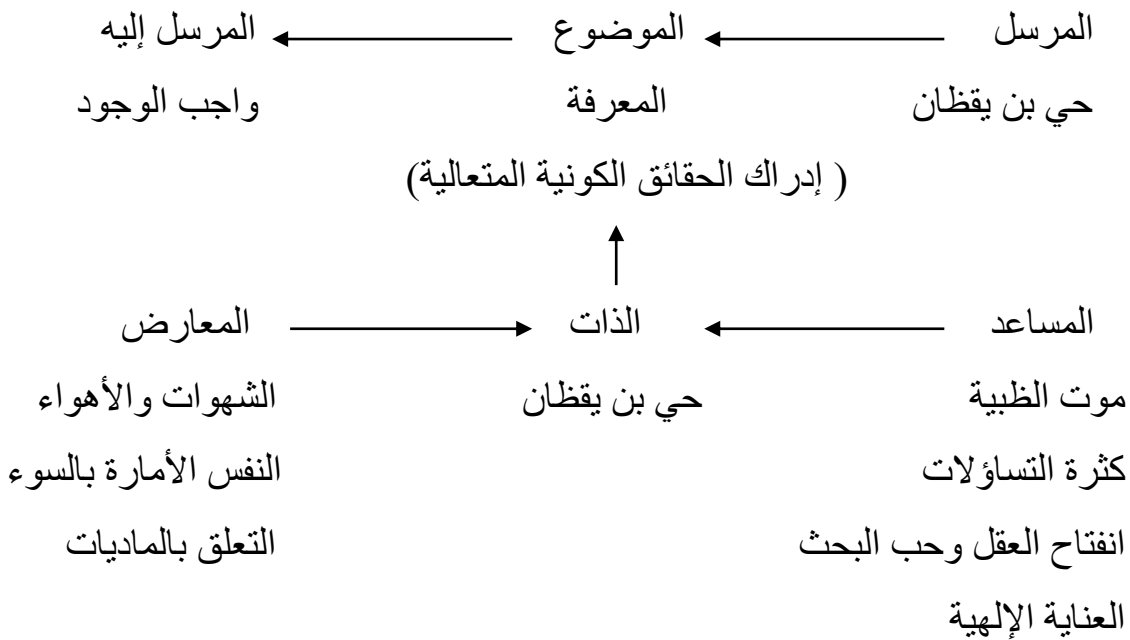 المرسل الموضوع المرسل إليه
حي بن يقظان المعرفة واجب الوجود
( إدراك الحقائق الكونية المتعالية)
المساعد الذات المعارض
موت الظبية حي بن يقظان الشهوات والأهواء
كثرة التساؤلات النفس الأمارة بالسوء
انفتاح العقل وحب البحث التعلق بالماديات
العناية الإلهية